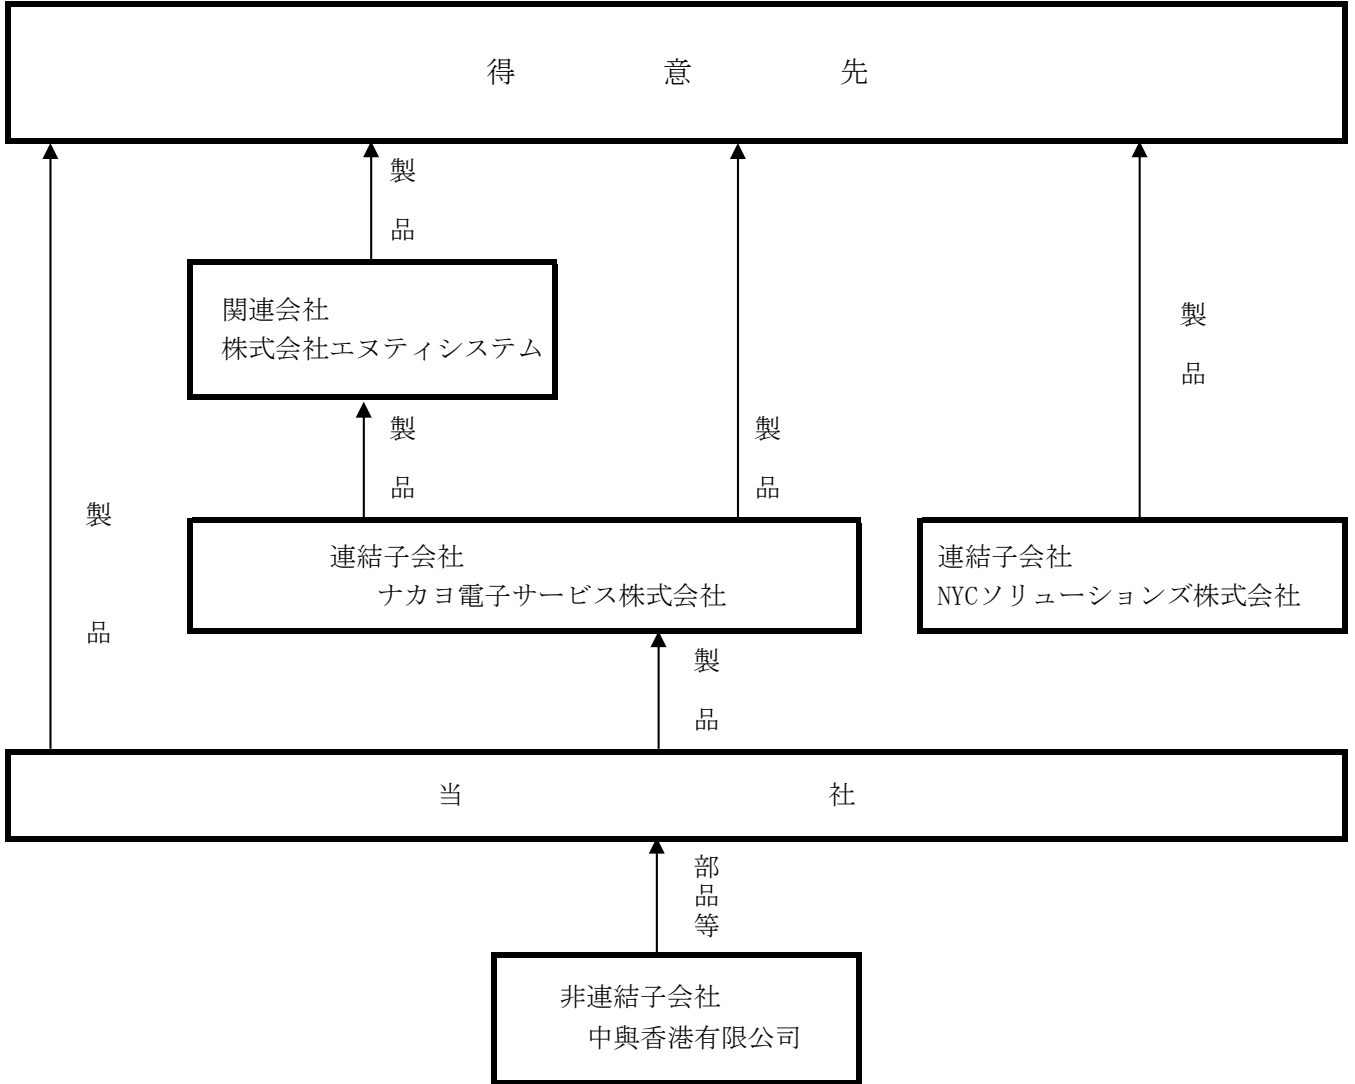 得意先
製品
関連会社
株式会社エヌティシステム
製品
製品
製品
製品
連結子会社
ナカヨ電子サービス株式会社
連結子会社
NYCソリューションズ株式会社
製品
当社
部品等
非連結子会社
中與香港有限公司